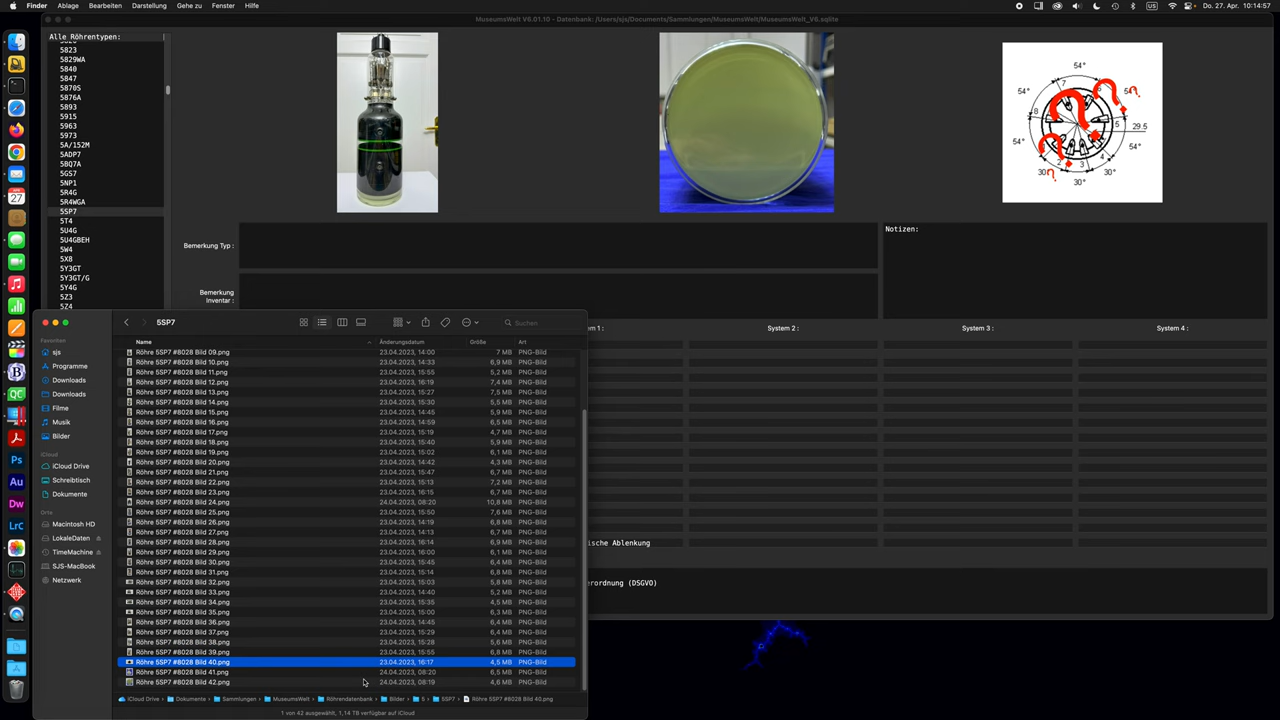 Finder Ablage Bearbeiten Darstellung Gehe zu Fenster Hilfe US Do. 27. Apr. 10:14:57
MuseumsWelt V6.01.10 - Datenbank: /Users/sjs/Documents/Sammlungen/MuseumsWelt/MuseumsWelt_V6.sqlite
Alle Röhrentypen:
5823
5829WA
5840
5847
5870S
5876A
5893
5915
5963
5973
5A/152M
5ADP7
5BQ7A
5GS7
5NP1
5R4G
5R4WGA
5SP7
5T4
5U4G
5U4GBEH
5W4
5X8
5Y3GT
5Y3GT/G
5Y4G
5Z3
5Z4
54°
54° 54°
7
8 5 29.5
54° 54°
2 3 4
30° 30°
30°
Bemerkung Typ :
Notizen:
Bemerkung
Inventar :
1 : System 2 : System 3 : System 4 :
ische Ablenkung
erordnung (DSGVO)
5SP7 Suchen
Name Änderungsdatum Größe Art
Favoriten
sjs
Programme
Downloads
Downloads
Filme
Musik
Bilder
iCloud
iCloud Drive
Schreibtisch
Dokumente
Orte
Macintosh HD
LokaleDaten
TimeMachine
SJS-MacBook
Netzwerk
Röhre 5SP7 #8028 Bild 09.png 23.04.2023, 14:00 7 MB PNG-Bild
Röhre 5SP7 #8028 Bild 10.png 23.04.2023, 14:33 6,9 MB PNG-Bild
Röhre 5SP7 #8028 Bild 11.png 23.04.2023, 15:55 5,2 MB PNG-Bild
Röhre 5SP7 #8028 Bild 12.png 23.04.2023, 16:19 7,4 MB PNG-Bild
Röhre 5SP7 #8028 Bild 13.png 23.04.2023, 15:27 7,5 MB PNG-Bild
Röhre 5SP7 #8028 Bild 14.png 23.04.2023, 15:30 5,5 MB PNG-Bild
Röhre 5SP7 #8028 Bild 15.png 23.04.2023, 14:45 5,9 MB PNG-Bild
Röhre 5SP7 #8028 Bild 16.png 23.04.2023, 14:59 6,5 MB PNG-Bild
Röhre 5SP7 #8028 Bild 17.png 23.04.2023, 15:19 4,7 MB PNG-Bild
Röhre 5SP7 #8028 Bild 18.png 23.04.2023, 15:40 5,9 MB PNG-Bild
Röhre 5SP7 #8028 Bild 19.png 23.04.2023, 15:52 6,1 MB PNG-Bild
Röhre 5SP7 #8028 Bild 20.png 23.04.2023, 14:42 4,3 MB PNG-Bild
Röhre 5SP7 #8028 Bild 21.png 23.04.2023, 15:47 6,7 MB PNG-Bild
Röhre 5SP7 #8028 Bild 22.png 23.04.2023, 15:13 7,2 MB PNG-Bild
Röhre 5SP7 #8028 Bild 23.png 23.04.2023, 16:15 6,7 MB PNG-Bild
Röhre 5SP7 #8028 Bild 24.png 24.04.2023, 08:20 10,8 MB PNG-Bild
Röhre 5SP7 #8028 Bild 25.png 23.04.2023, 15:50 7,6 MB PNG-Bild
Röhre 5SP7 #8028 Bild 26.png 23.04.2023, 14:19 6,8 MB PNG-Bild
Röhre 5SP7 #8028 Bild 27.png 23.04.2023, 14:13 6,7 MB PNG-Bild
Röhre 5SP7 #8028 Bild 28.png 23.04.2023, 16:14 6,9 MB PNG-Bild
Röhre 5SP7 #8028 Bild 29.png 23.04.2023, 16:00 6,1 MB PNG-Bild
Röhre 5SP7 #8028 Bild 30.png 23.04.2023, 15:45 6,4 MB PNG-Bild
Röhre 5SP7 #8028 Bild 31.png 23.04.2023, 15:14 6,8 MB PNG-Bild
Röhre 5SP7 #8028 Bild 32.png 23.04.2023, 15:03 5,8 MB PNG-Bild
Röhre 5SP7 #8028 Bild 33.png 23.04.2023, 14:40 5,2 MB PNG-Bild
Röhre 5SP7 #8028 Bild 34.png 23.04.2023, 15:35 4,5 MB PNG-Bild
Röhre 5SP7 #8028 Bild 35.png 23.04.2023, 15:00 6,3 MB PNG-Bild
Röhre 5SP7 #8028 Bild 36.png 23.04.2023, 14:45 6,4 MB PNG-Bild
Röhre 5SP7 #8028 Bild 37.png 23.04.2023, 15:29 6,4 MB PNG-Bild
Röhre 5SP7 #8028 Bild 38.png 23.04.2023, 15:28 5,6 MB PNG-Bild
Röhre 5SP7 #8028 Bild 39.png 23.04.2023, 15:55 6,8 MB PNG-Bild
Röhre 5SP7 #8028 Bild 40.png 23.04.2023, 16:17 4,5 MB PNG-Bild
Röhre 5SP7 #8028 Bild 41.png 24.04.2023, 08:20 6,5 MB PNG-Bild
Röhre 5SP7 #8028 Bild 42.png 24.04.2023, 08:19 4,6 MB PNG-Bild
iCloud Drive Dokumente Sammlungen MuseumsWelt Röhrendatenbank Bilder 5 5SP7 Röhre 5SP7 #8028 Bild 40.png
1 von 42 ausgewählt, 1,14 TB verfügbar auf iCloud